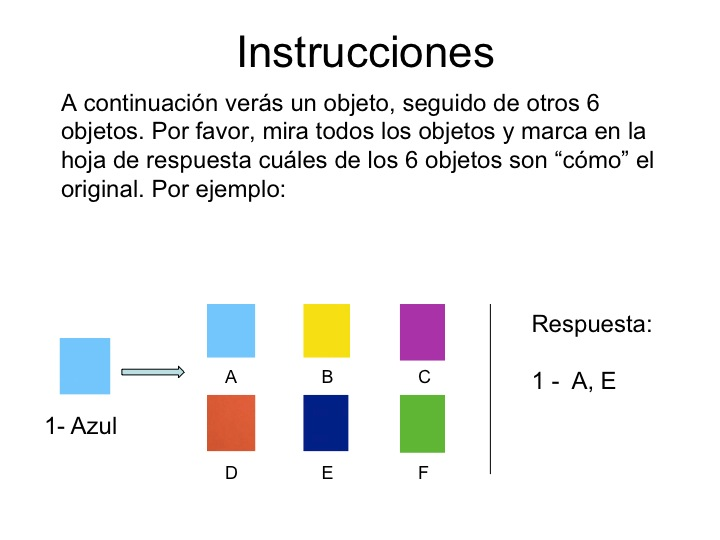 Instrucciones
A continuación verás un objeto, seguido de otros 6
objetos. Por favor, mira todos los objetos y marca en la
hoja de respuesta cuáles de los 6 objetos son “cómo” el
original. Por ejemplo:
1- Azul
A B C
D E F
Respuesta:
1 - A, E